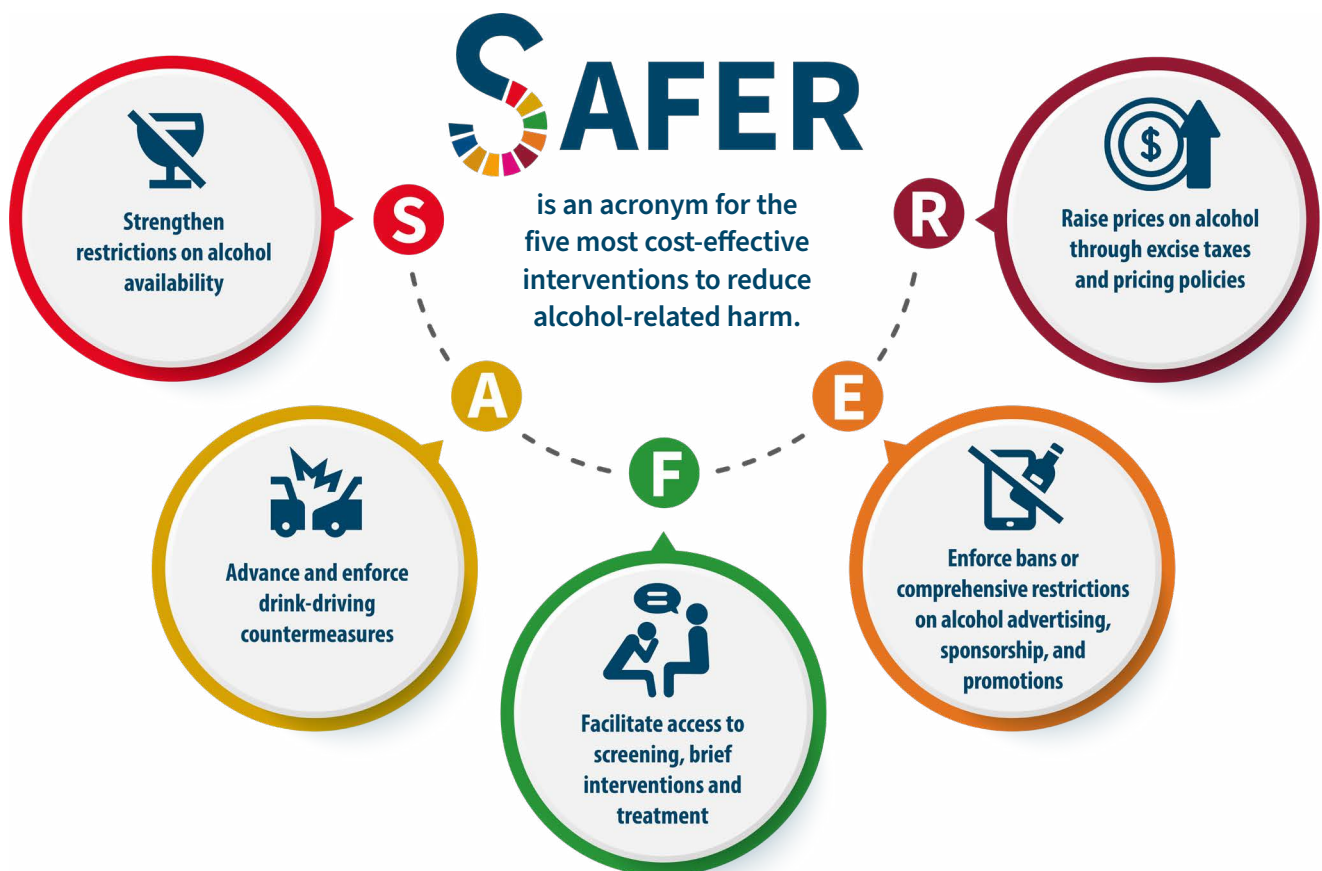 SAFER
is an acronym for the
five most cost-effective
interventions to reduce
alcohol-related harm.
S
Strengthen
restrictions on alcohol
availability
A
Advance and enforce
drink-driving
countermeasures
F
Facilitate access to
screening, brief
interventions and
treatment
E
Enforce bans or
comprehensive restrictions
on alcohol advertising,
sponsorship, and
promotions
R
$
Raise prices on alcohol
through excise taxes
and pricing policies